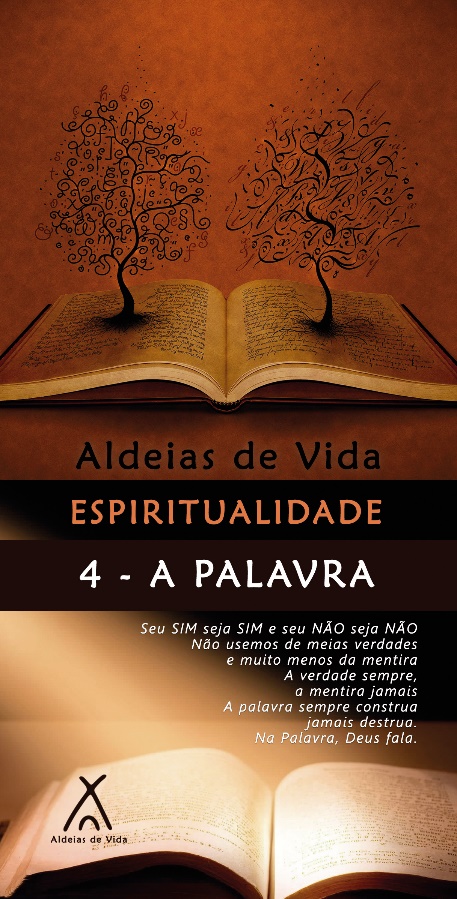 Aldeias de Vida
ESPIRITUALIDADE
4 - A PALAVRA
Seu SIM seja SIM e seu NÃO seja NÃO
Não usemos de meias verdades
e muito menos da mentira
A verdade sempre,
a mentira jamais
A palavra sempre construa
jamais destrua.
Na Palavra, Deus fala.
Aldeias de Vida